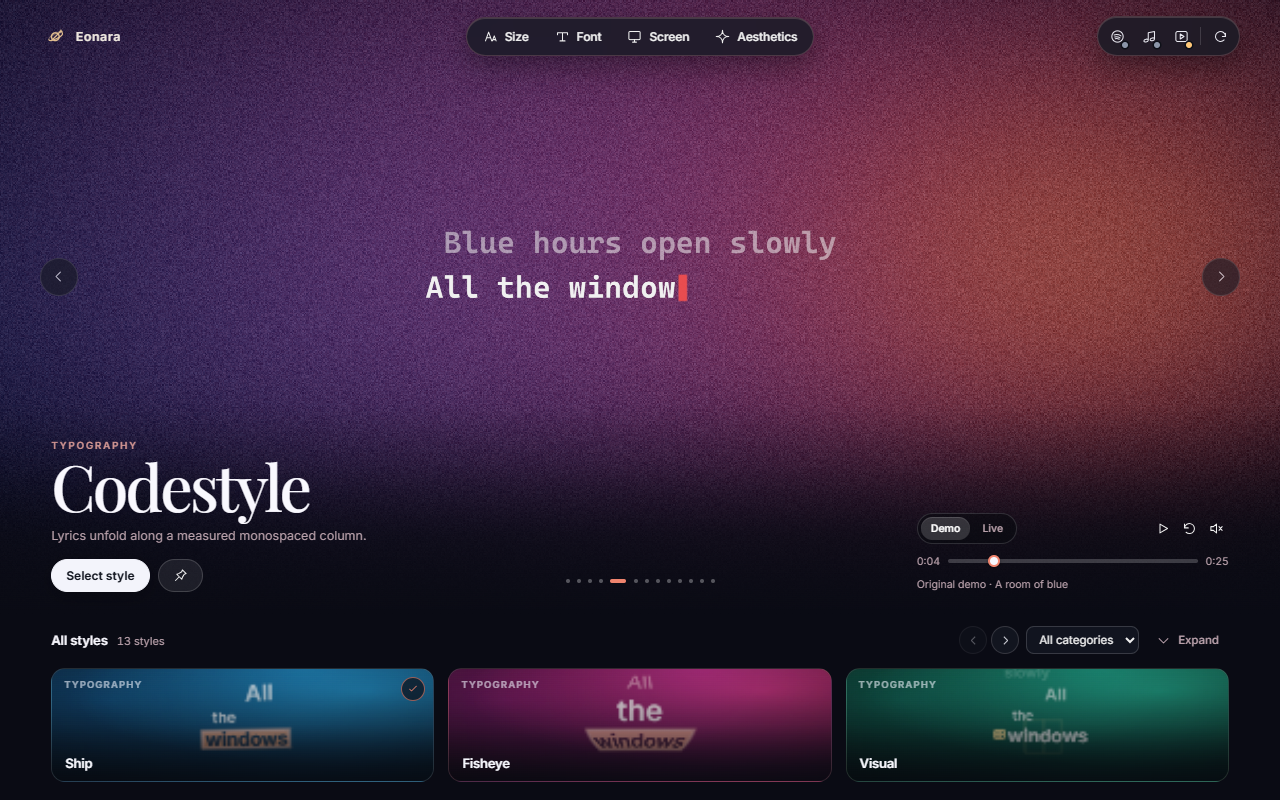 Eonara
Size
Font
Screen
Aesthetics
Blue hours open slowly
All the window
TYPOGRAPHY
Codestyle
Lyrics unfold along a measured monospaced column.
Select style
Demo
Live
0:04
0:25
Original demo · A room of blue
All styles
13 styles
All categories
Expand
TYPOGRAPHY
All
the
windows
Ship
TYPOGRAPHY
All
the
windows
Fisheye
TYPOGRAPHY
slowly
All
the
windows
Visual